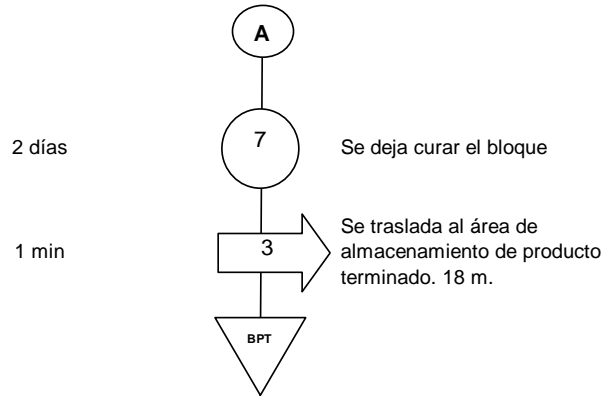 A
2 días
7
Se deja curar el bloque
1 min
3
Se traslada al área de
almacenamiento de producto
terminado. 18 m.
BPT